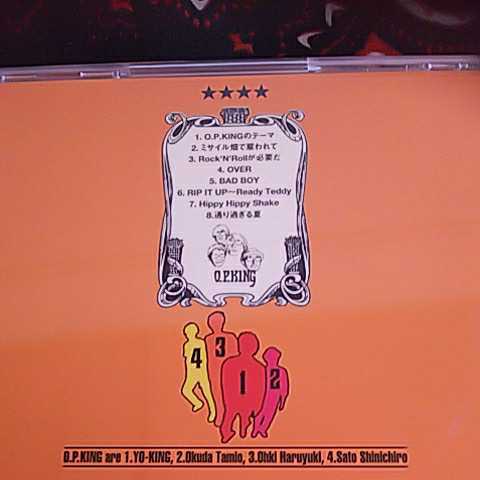 ★★★★
1. O.P.KINGのテーマ
2. ミサイル畑で雇われて
3. Rock'N'Rollが必要だ
4. OVER
5. BAD BOY
6. RIP IT UP～Ready Teddy
7. Hippy Hippy Shake
8. 通り過ぎる夏
O.P.KING
4 3 1 2
O.P.KING are 1.YO-KING, 2.Okuda Tamio, 3.Ohki Haruyuki, 4.Sato Shinichiro